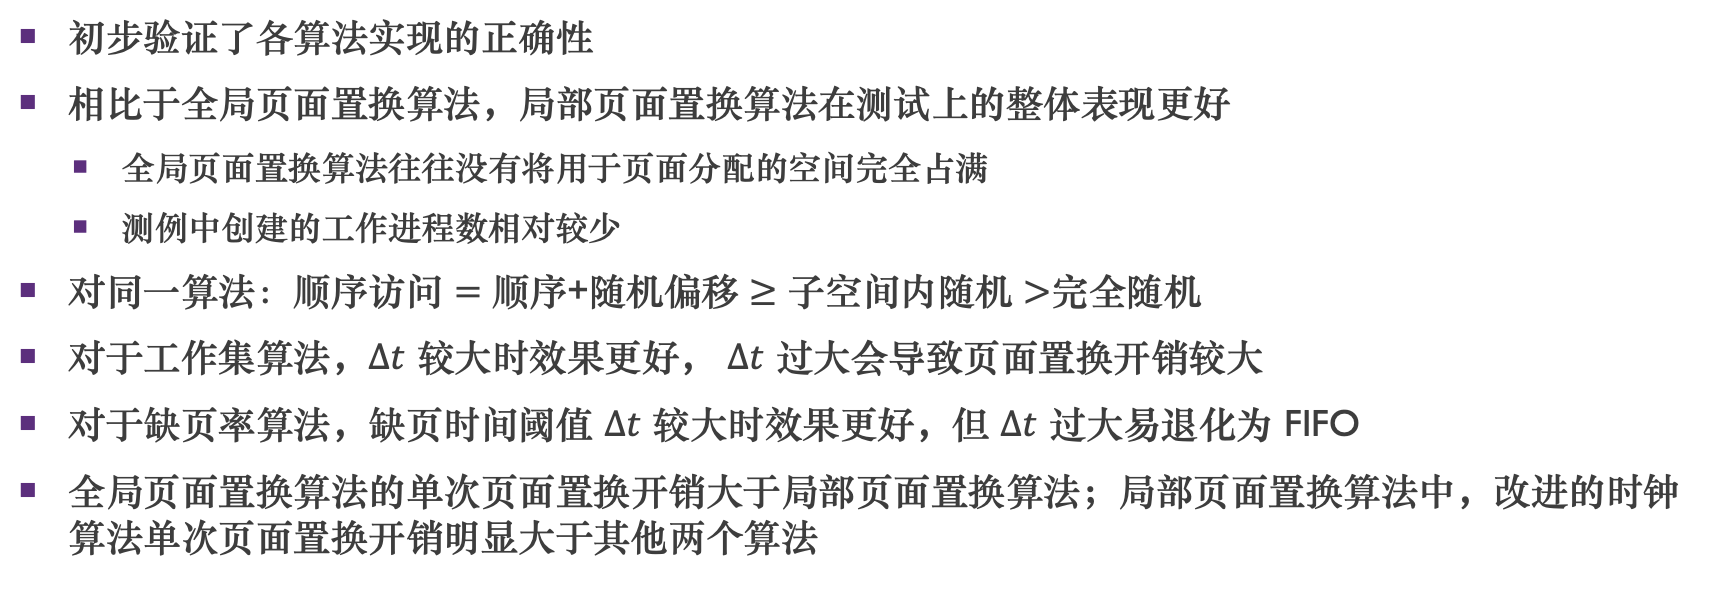 初步验证了各算法实现的正确性
相比于全局页面置换算法，局部页面置换算法在测试上的整体表现更好
全局页面置换算法往往没有将用于页面分配的空间完全占满
测例中创建的工作进程数相对较少
对同一算法：顺序访问 = 顺序+随机偏移 ≥ 子空间内随机 >完全随机
对于工作集算法，Δt 较大时效果更好， Δt 过大会导致页面置换开销较大
对于缺页率算法，缺页时间阈值 Δt 较大时效果更好，但 Δt 过大易退化为 FIFO
全局页面置换算法的单次页面置换开销大于局部页面置换算法；局部页面置换算法中，改进的时钟
算法单次页面置换开销明显大于其他两个算法